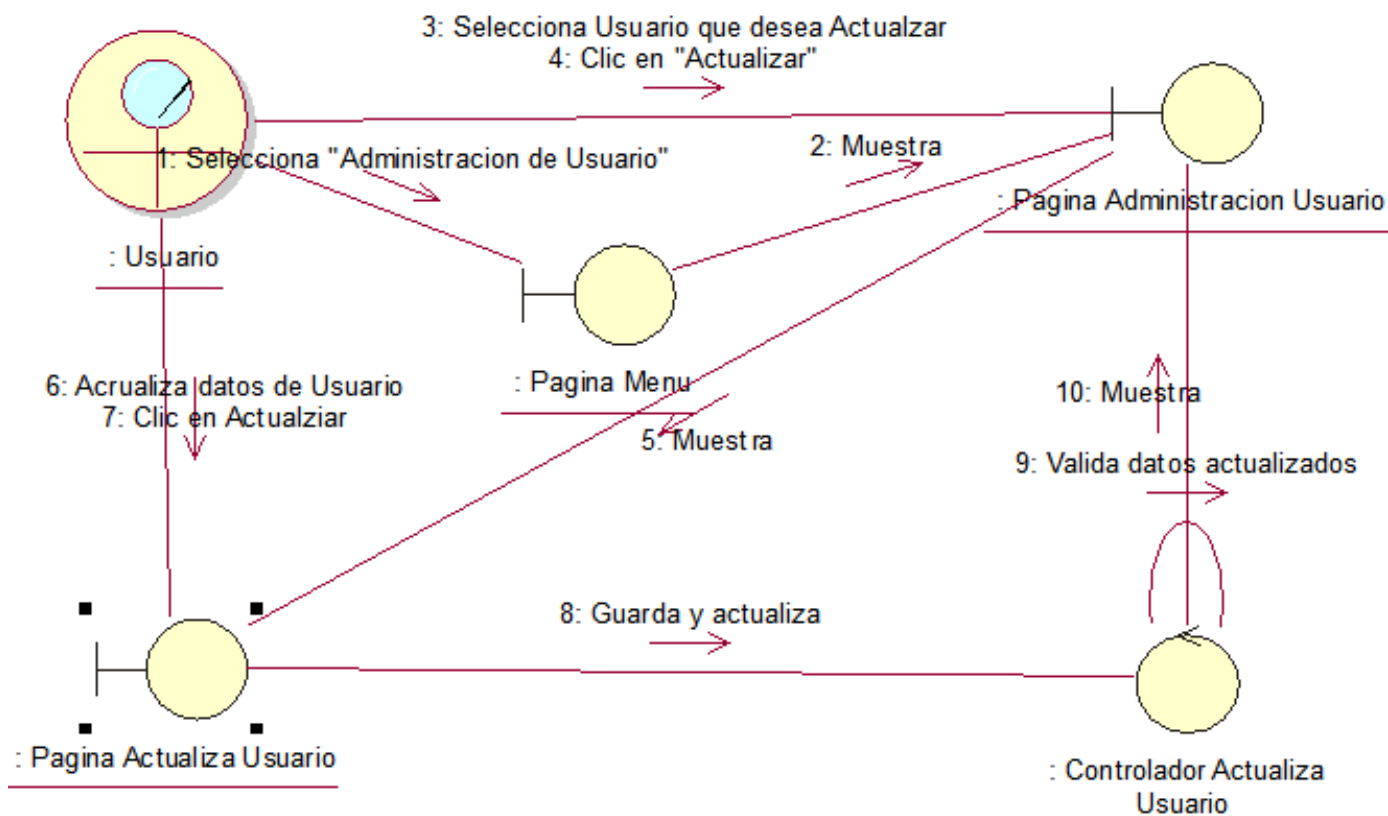 3: Selecciona Usuario que desea Actualzar
4: Clic en "Actualizar"
1: Selecciona "Administracion de Usuario"
2: Muestra
: Pagina Administracion Usuario
: Usuario
6: Acrualiza datos de Usuario
7: Clic en Actualziar
: Pagina Menu
5: Muestra
10: Muestra
9: Valida datos actualizados
8: Guarda y actualiza
: Pagina Actualiza Usuario
: Controlador Actualiza
Usuario